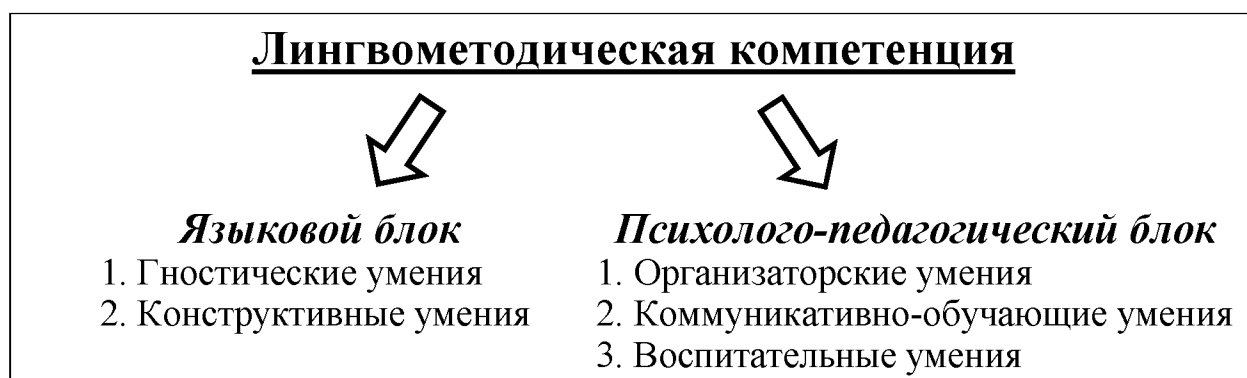 Лингвометодическая компетенция
Языковой блок
1. Гностические умения
2. Конструктивные умения
Психолого-педагогический блок
1. Организаторские умения
2. Коммуникативно-обучающие умения
3. Воспитательные умения